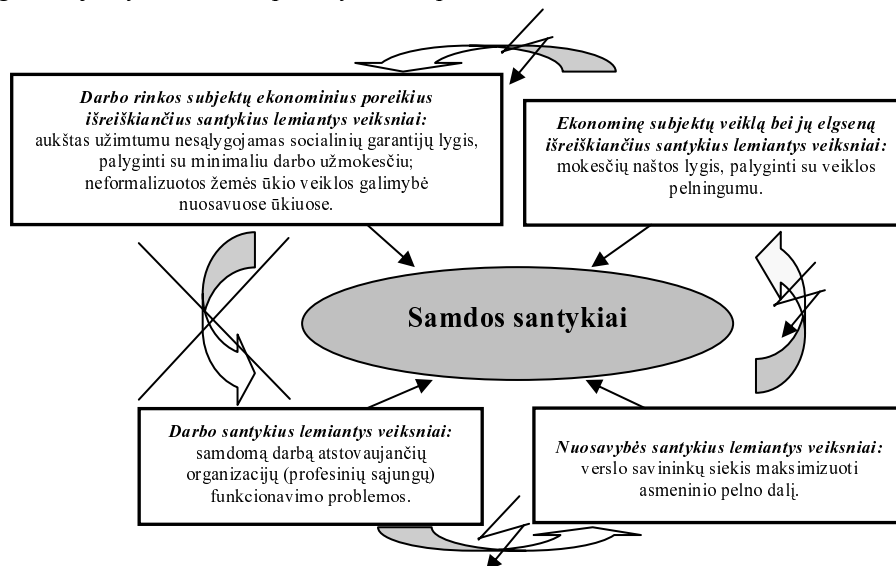 Darbo rinkos subjektų ekonominius poreikius
išreiškiančius santykius lemiantys veiksniai:
aukštas užimtumu nesąlygojamas socialinių garantijų lygis,
palyginti su minimaliu darbo užmokesčiu;
neformalizuotos žemės ūkio veiklos galimybė
nuosavuose ūkiuose.
Ekonominę subjektų veiklą bei jų elgseną
išreiškiančius santykius lemiantys veiksniai:
mokesčių naštos lygis, palyginti su veiklos
pelningumu.
Samdos santykiai
Darbo santykius lemiantys veiksniai:
samdomą darbą atstovaujančių
organizacijų (profesinių sąjungų)
funkcionavimo problemos.
Nuosavybės santykius lemiantys veiksniai:
verslo savininkų siekis maksimizuoti
asmeninio pelno dalį.